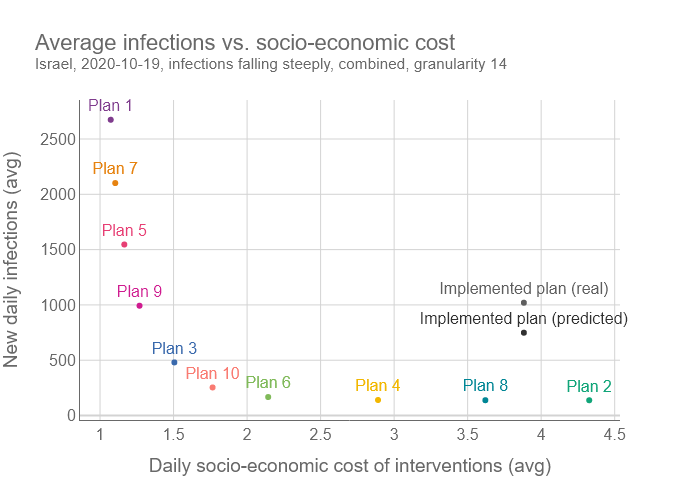 Average infections vs. socio-economic cost
Israel, 2020-10-19, infections falling steeply, combined, granularity 14
New daily infections (avg)
2500
2000
1500
1000
500
0
Plan 1
Plan 7
Plan 5
Plan 9
Implemented plan (real)
Implemented plan (predicted)
Plan 3
Plan 10
Plan 6
Plan 4
Plan 8
Plan 2
1
1.5
2
2.5
3
3.5
4
4.5
Daily socio-economic cost of interventions (avg)